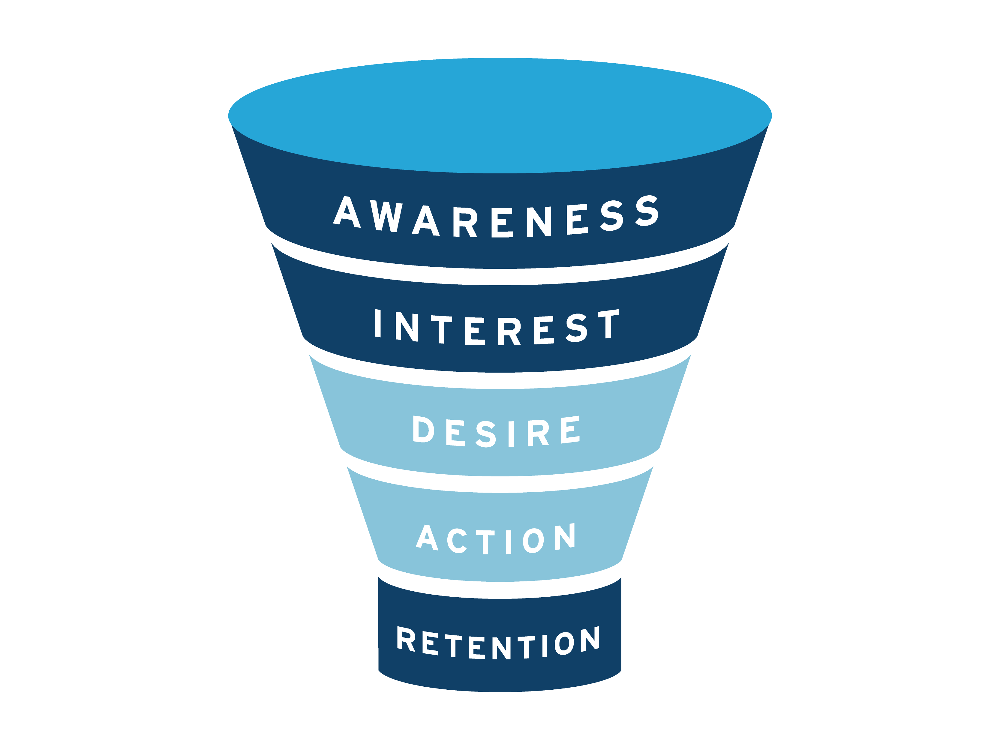 AWARENESS
INTEREST
DESIRE
ACTION
RETENTION